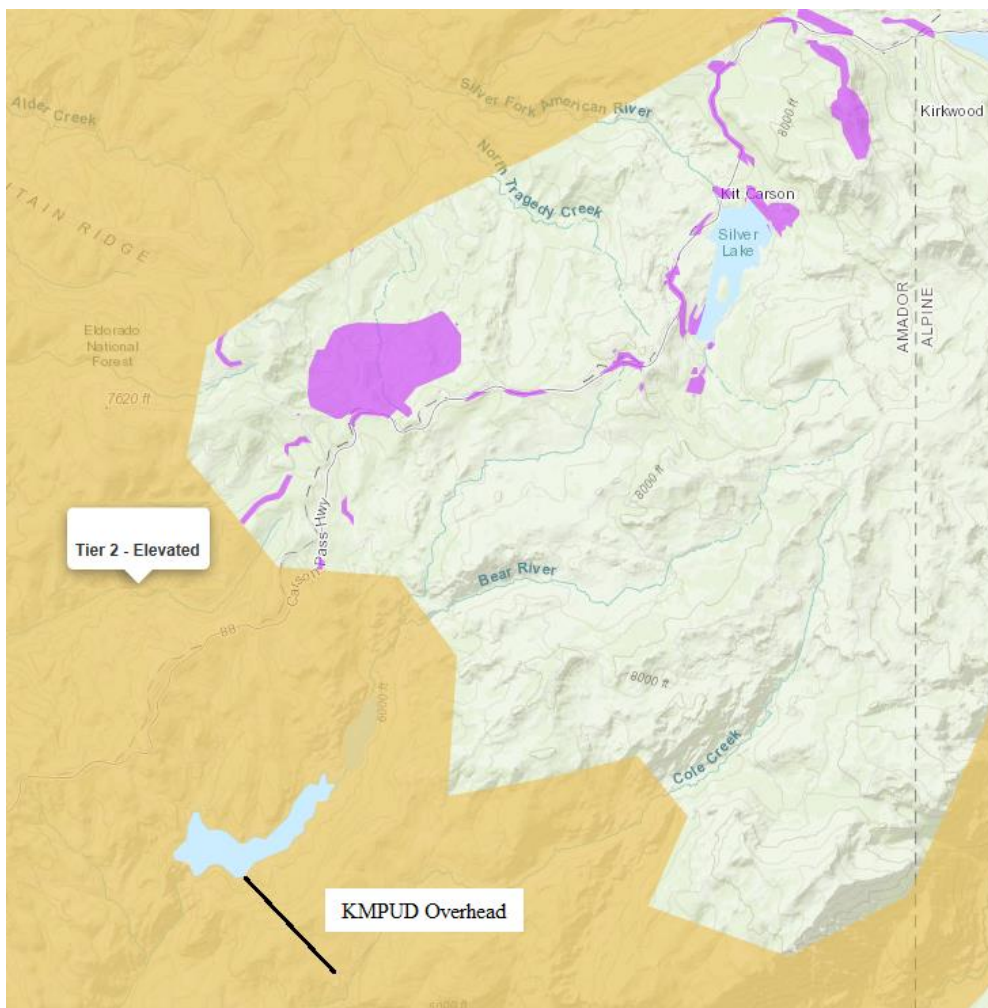 Alder Creek
Silver Fork American River
8000 ft
Kirkwood
North Tragedy Creek
Kit Carson
TAIN RIDGE
Silver
Lake
AMADOR
ALPINE
Eldorado
National
Forest
7620 ft
8000 ft
Tier 2 - Elevated
Carson Pass Hwy
Bear River
88
8000 ft
6000 ft
Cole Creek
KMPUD Overhead